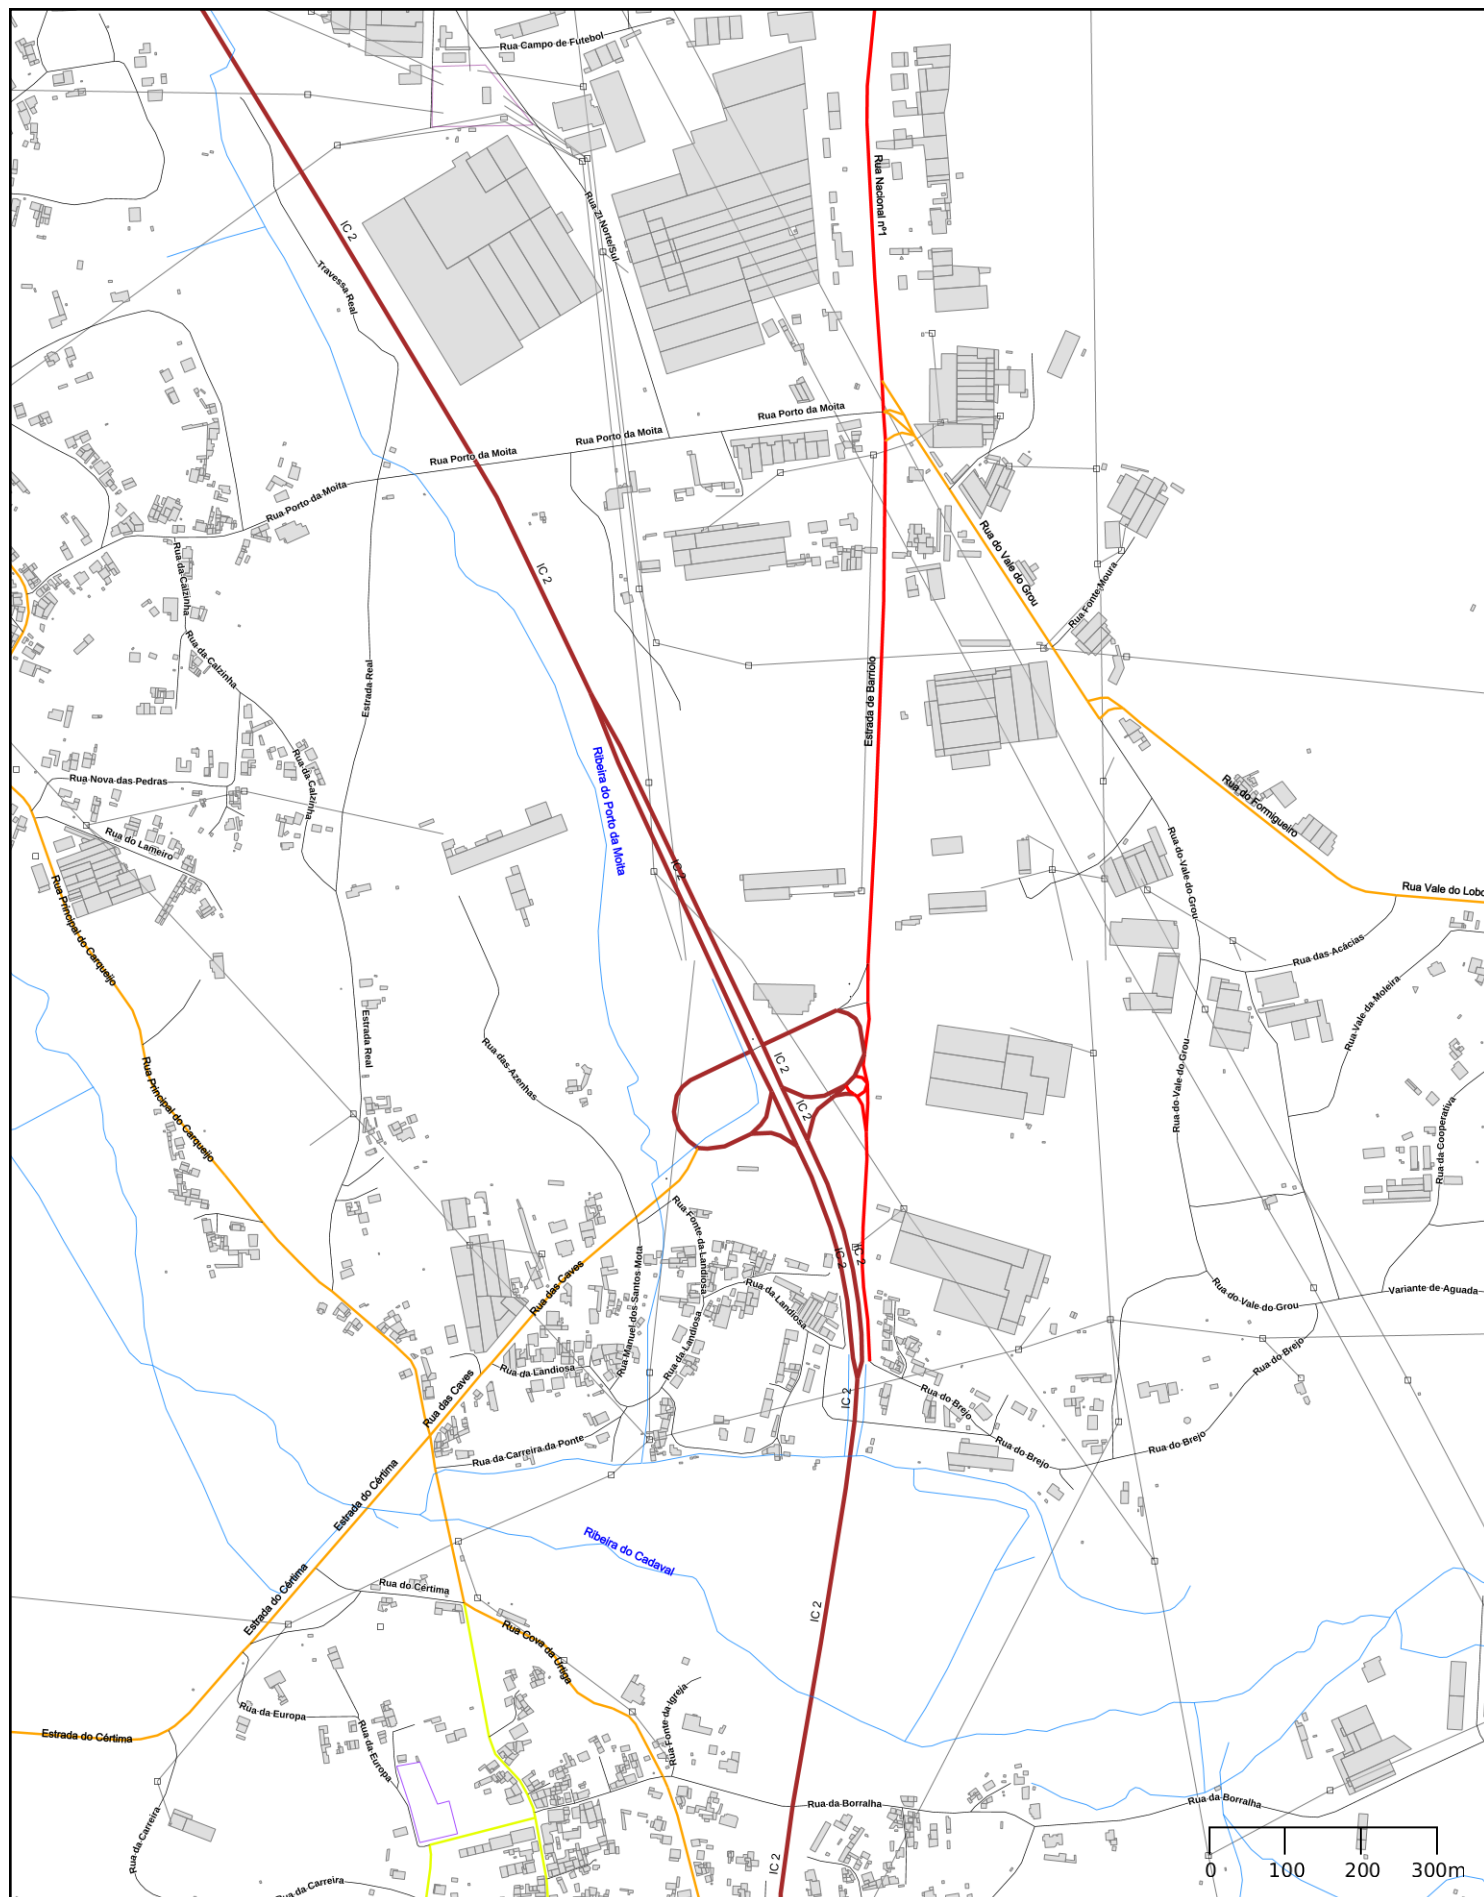 Rua Campo de Futebol
Rua Nacional nº1
Rua ZI Norte/Sul
IC 2
Travessa Real
Rua Porto da Moita
Rua Porto da Moita
Rua Porto da Moita
Rua Porto da Moita
Rua do Vale do Grou
IC 2
Rua da Calzinha
Rua Fonte Moura
Rua da Calzinha
Estrada Real
Estrada de Barriolo
Ribeira do Porto da Moita
Rua Nova das Pedras
Rua da Calzinha
Rua do Formigueiro
Rua do Lameiro
IC 2
Rua do Vale do Grou
Rua Vale do Lobo
Rua Principal do Carqueijo
Rua das Acácias
Rua Vale da Moleira
Estrada Real
Rua das Azenhas
IC 2
Rua do Vale do Grou
Rua Principal do Carqueijo
IC 2
Rua da Cooperativa
Rua Fonte da Landiosa
IC 2
IC 2
Rua das Caves
Rua Manuel dos Santos Mota
Rua da Landiosa
Rua do Vale do Grou
Variante de Aguada
Rua da Landiosa
Rua da Landiosa
Rua do Brejo
Rua das Caves
IC 2
Rua do Brejo
Rua da Carreira da Ponte
Rua do Brejo
Rua do Brejo
Estrada do Cértima
Ribeira do Cadaval
Estrada do Cértima
Rua do Cértima
IC 2
Rua Cova da Urtiga
Rua da Europa
Rua Fonte da Igreja
Estrada do Cértima
Rua da Europa
Rua da Borralha
Rua da Borralha
Rua da Carreira
IC 2
Rua da Carreira
0 100 200 300m